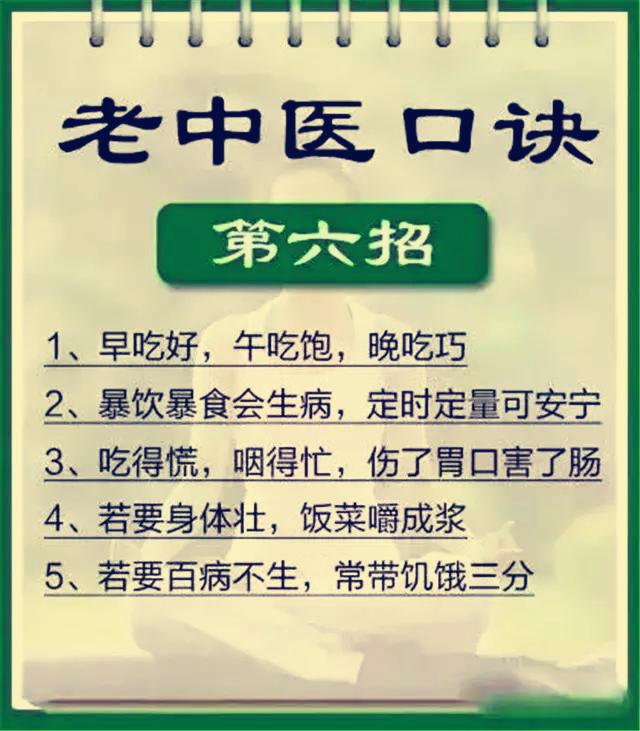 老中医口诀
第六招
1、早吃好，午吃饱，晚吃巧
2、暴饮暴食会生病，定时定量可安宁
3、吃得慌，咽得忙，伤了胃口害了肠
4、若要身体壮，饭菜嚼成浆
5、若要百病不生，常带饥饿三分